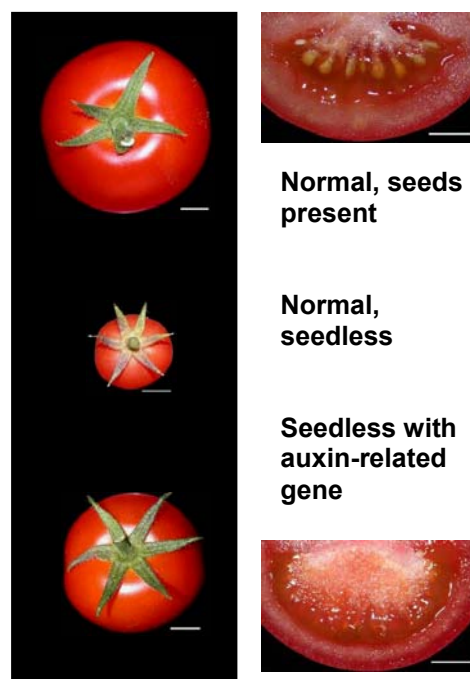 Normal, seeds
present
Normal,
seedless
Seedless with
auxin-related
gene